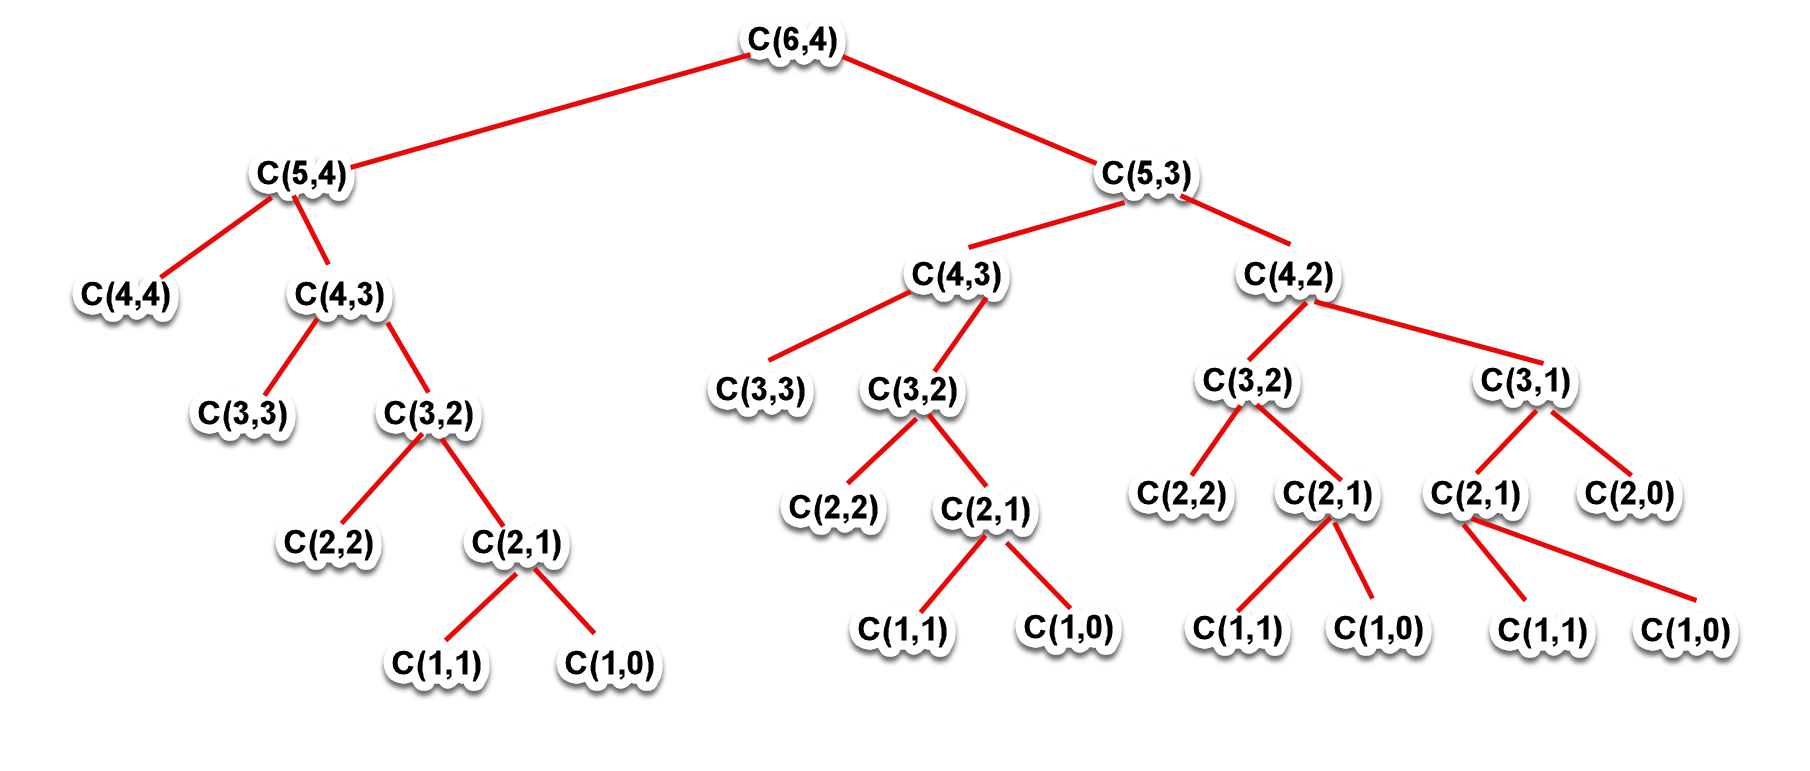 C(6,4)
C(5,4) C(5,3)
C(4,3) C(4,2)
C(4,4) C(4,3)
C(3,3) C(3,2) C(3,2) C(3,1)
C(3,3) C(3,2)
C(2,2) C(2,1) C(2,2) C(2,1) C(2,1) C(2,0)
C(2,2) C(2,1)
C(1,1) C(1,0) C(1,1) C(1,0) C(1,1) C(1,0)
C(1,1) C(1,0)